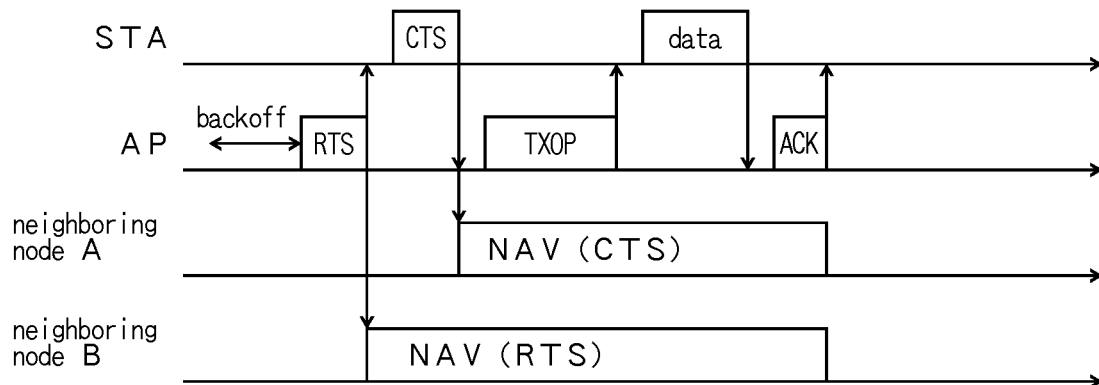 STA
CTS
data
backoff
AP
RTS
TXOP
ACK
neighboring
node A
NAV (CTS)
neighboring
node B
NAV (RTS)